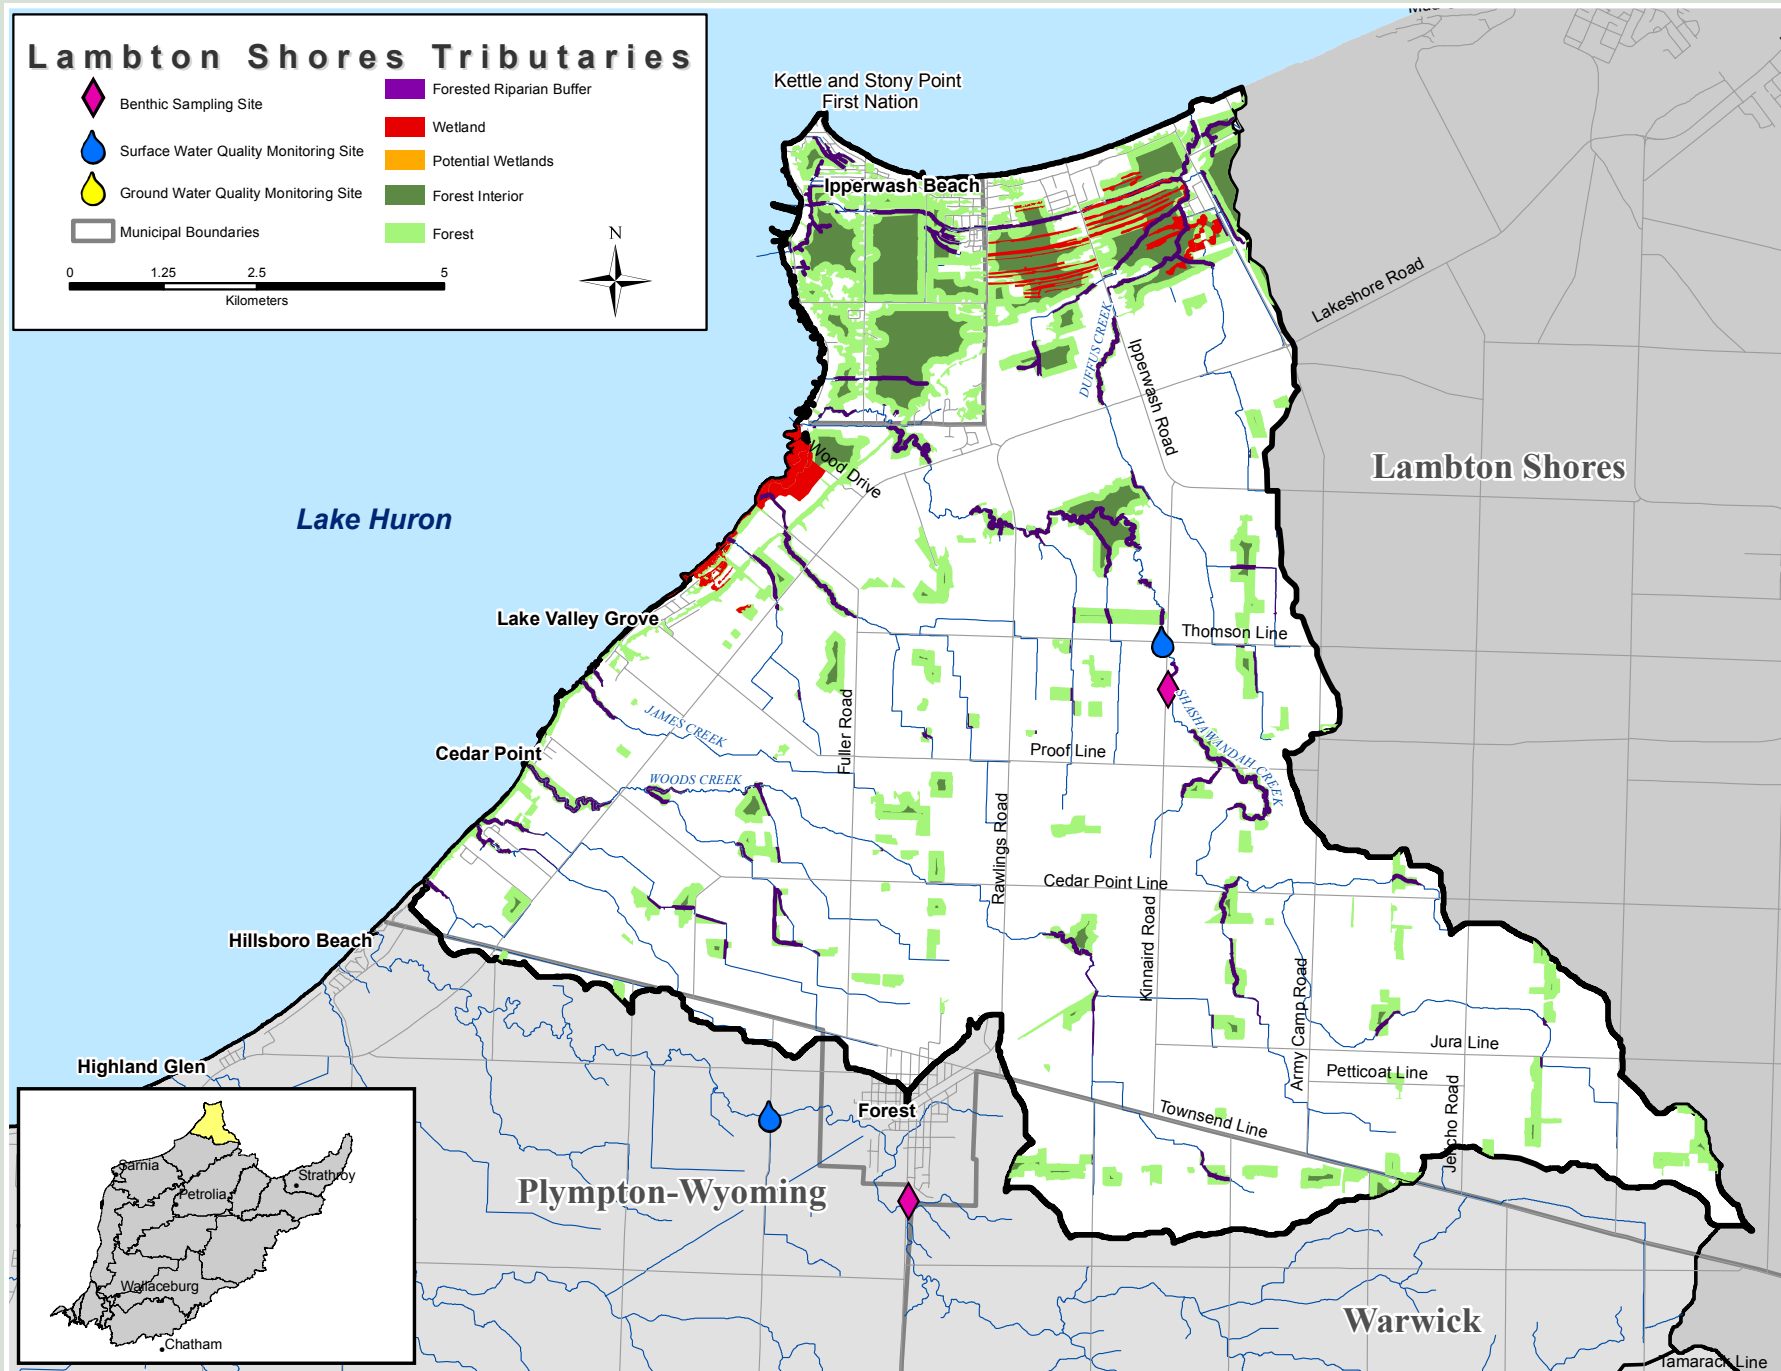 Lambton Shores Tributaries
Benthic Sampling Site
Surface Water Quality Monitoring Site
Ground Water Quality Monitoring Site
Municipal Boundaries
Forested Riparian Buffer
Wetland
Potential Wetlands
Forest Interior
Forest
0 1.25 2.5 5
Kilometers
N
Kettle and Stony Point
First Nation
Ipperwash Beach
Lakeshore Road
DUFFUS CREEK
Ipperwash Road
Lambton Shores
Wood Drive
Lake Huron
Lake Valley Grove
Thomson Line
SHASHAWANDAH CREEK
JAMES CREEK
Fuller Road
Proof Line
Cedar Point
WOODS CREEK
Rawlings Road
Cedar Point Line
Kinnaird Road
Hillsboro Beach
Army Camp Road
Jura Line
Petticoat Line
Jericho Road
Highland Glen
Forest
Townsend Line
Plympton-Wyoming
Warwick
Tamarack Line
Sarnia
Strathroy
Petrolia
Wallaceburg
Chatham